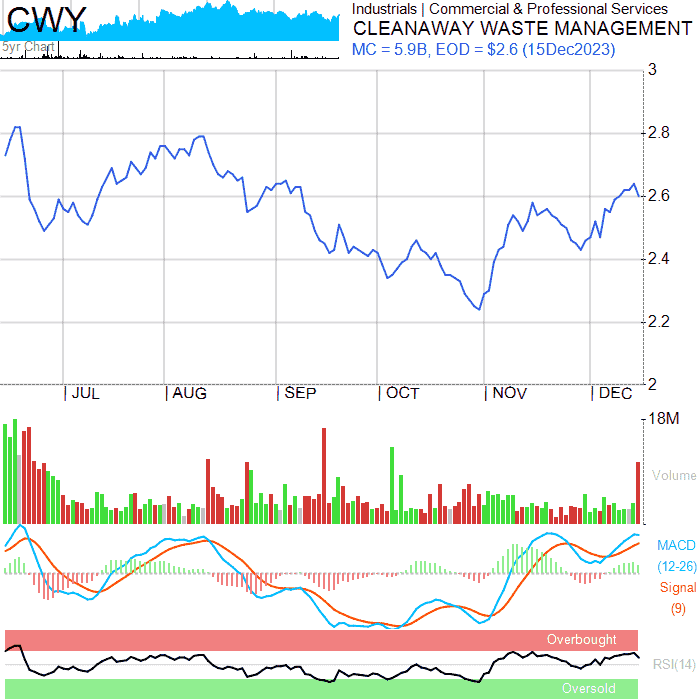 CWY
5yr Chart
Industrials | Commercial & Professional Services
CLEANAWAY WASTE MANAGEMENT
MC = 5.9B, EOD = $2.6 (15Dec2023)
3
2.8
2.6
2.4
2.2
2
| JUL | AUG | SEP | OCT | NOV | DEC
18M
Volume
MACD
(12-26)
Signal
(9)
Overbought
RSI(14)
Oversold